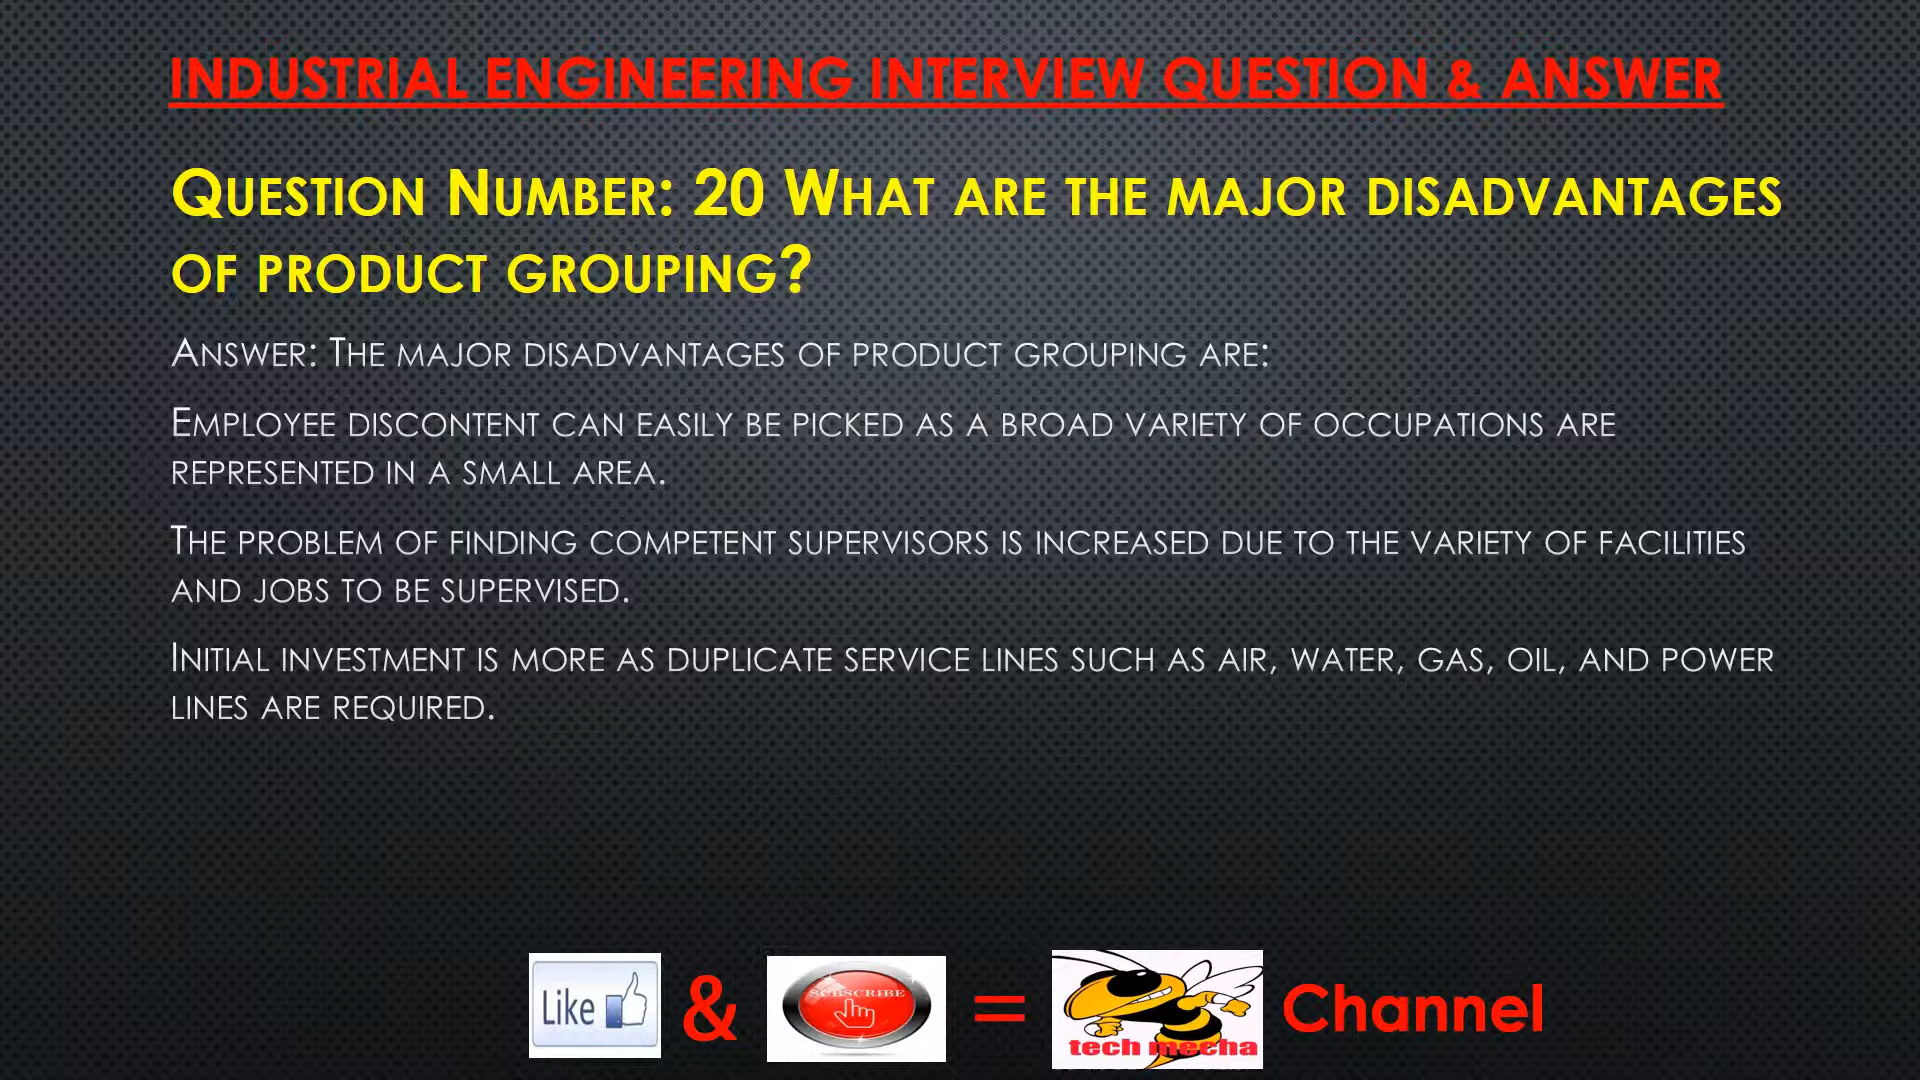 INDUSTRIAL ENGINEERING INTERVIEW QUESTION & ANSWER
QUESTION NUMBER: 20 WHAT ARE THE MAJOR DISADVANTAGES
OF PRODUCT GROUPING?
ANSWER: THE MAJOR DISADVANTAGES OF PRODUCT GROUPING ARE:
EMPLOYEE DISCONTENT CAN EASILY BE PICKED AS A BROAD VARIETY OF OCCUPATIONS ARE
REPRESENTED IN A SMALL AREA.
THE PROBLEM OF FINDING COMPETENT SUPERVISORS IS INCREASED DUE TO THE VARIETY OF FACILITIES
AND JOBS TO BE SUPERVISED.
INITIAL INVESTMENT IS MORE AS DUPLICATE SERVICE LINES SUCH AS AIR, WATER, GAS, OIL, AND POWER
LINES ARE REQUIRED.
Like & SUBSCRIBE = tech mecha Channel